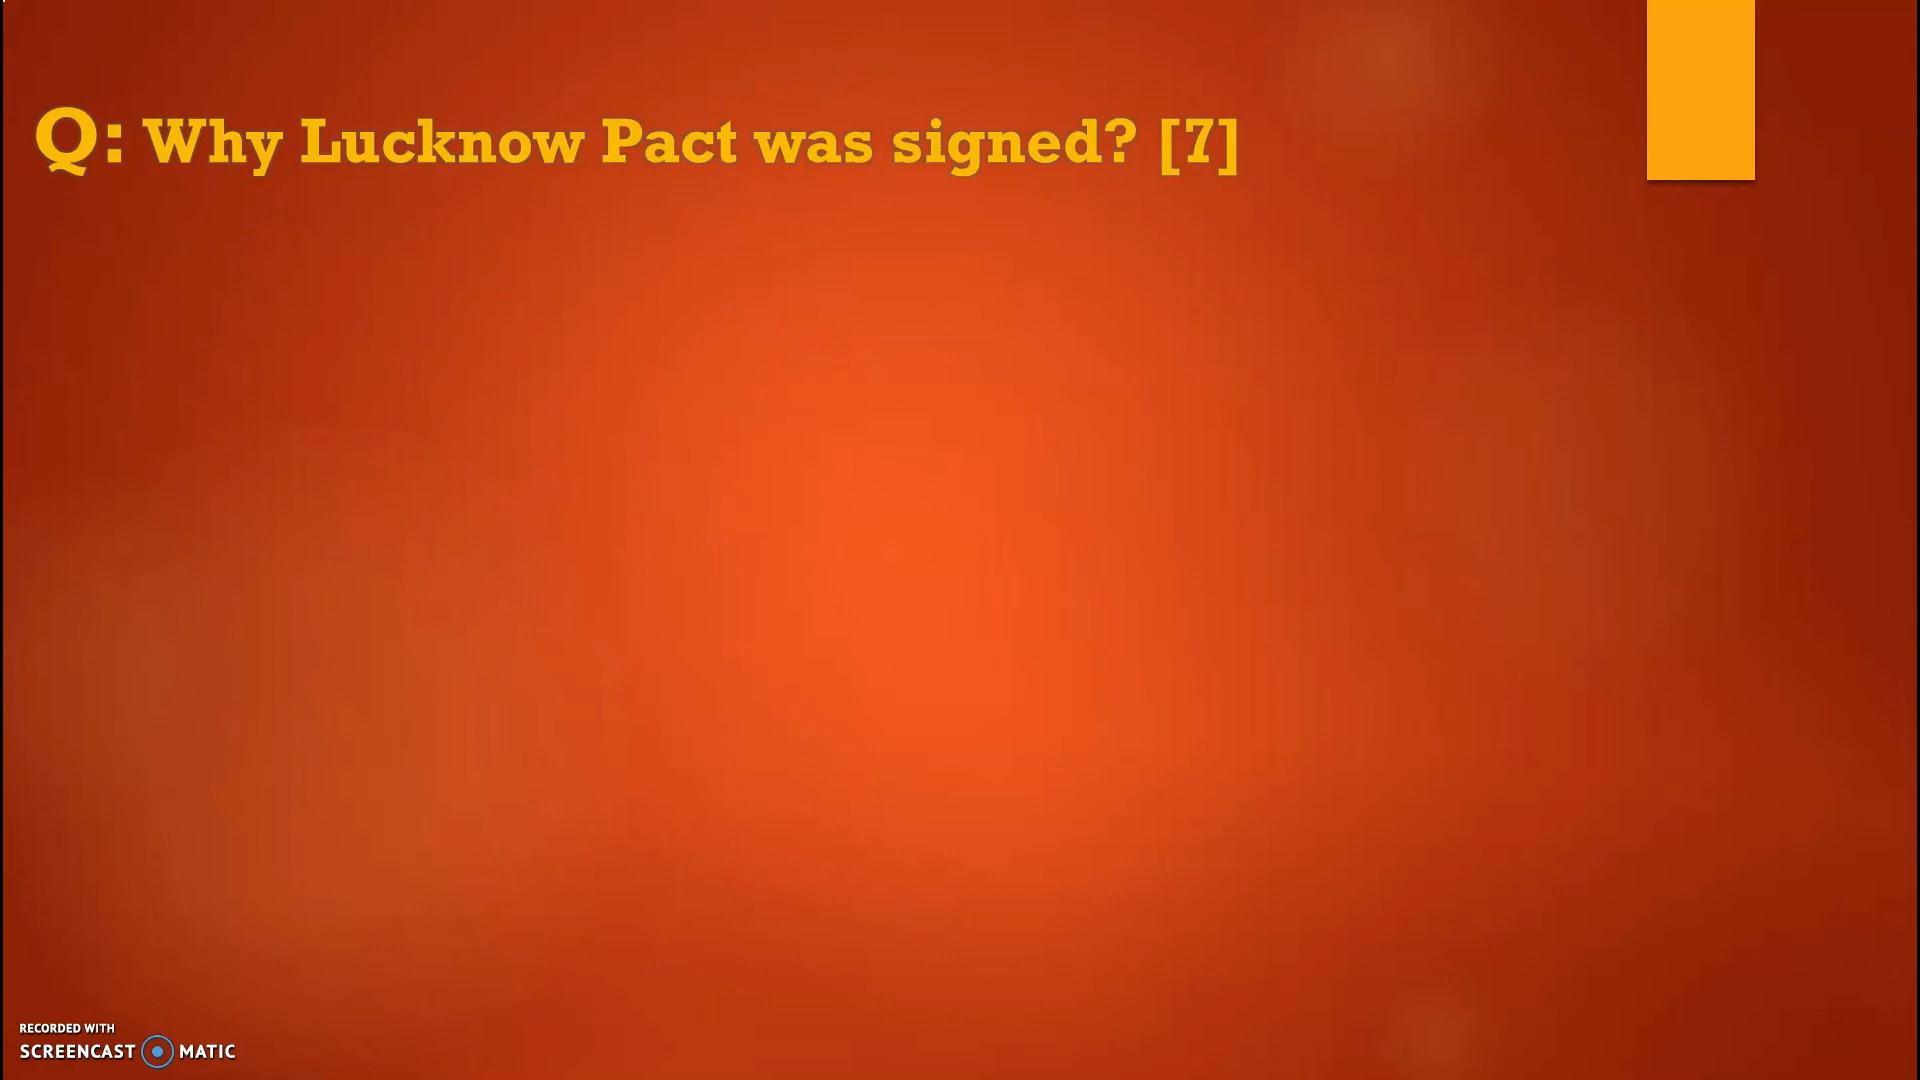 Q: Why Lucknow Pact was signed? [7]
RECORDED WITH
SCREENCAST MATIC